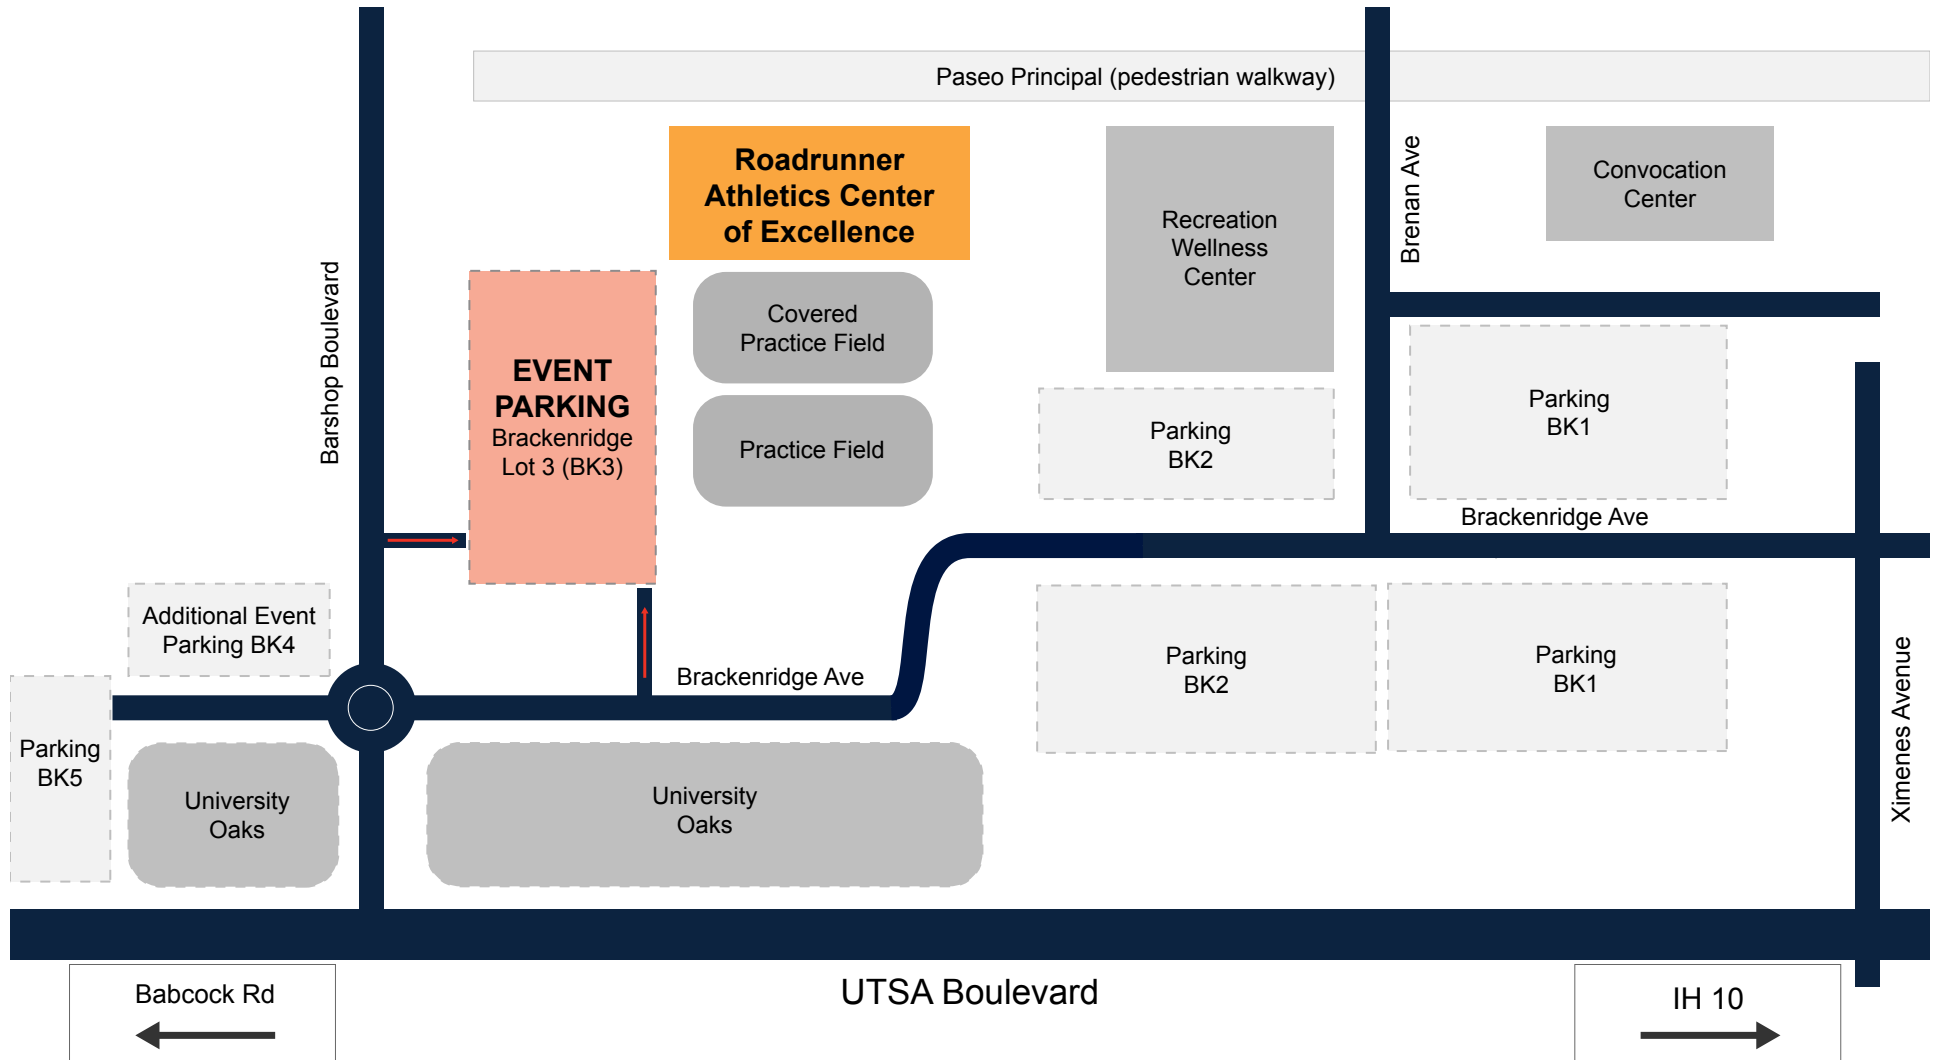 Paseo Principal (pedestrian walkway)
Roadrunner
Athletics Center
of Excellence
Recreation
Wellness
Center
Brenan Ave
Convocation
Center
Barshop Boulevard
EVENT
PARKING
Brackenridge
Lot 3 (BK3)
Covered
Practice Field
Practice Field
Parking
BK2
Parking
BK1
Brackenridge Ave
Additional Event
Parking BK4
Brackenridge Ave
Parking
BK2
Parking
BK1
Ximenes Avenue
Parking
BK5
University
Oaks
University
Oaks
Babcock Rd
UTSA Boulevard
IH 10